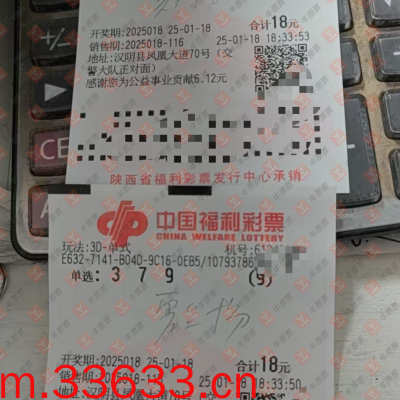 开奖期:2025018 25-01-18 合计18元
销售期:2025018-116 25-01-18 18:33:53
地址:汉阴县凤凰大道70号(交
警大队正对面)
感谢您为公益事业贡献6.12元
陕西省福利彩票发行中心承销
中国福利彩票
CHINA WELFARE LOTTERY
玩法:3D-单式 机号:
E632-7141-B04D-9C16-0EB5/10793786
单选: 3 7 9 (9)
开奖期:2025018 25-01-18 合计18元
25-01-18 18:33:50
m.33633.cn